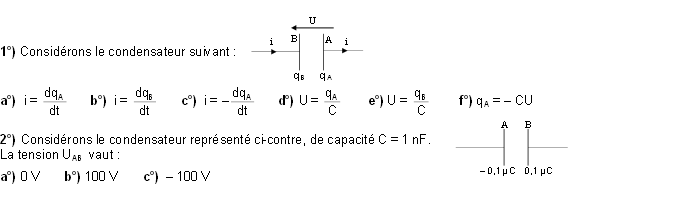 U
i B A i
1°) Considérons le condensateur suivant :
qB qA
a°) i = dqA/dt b°) i = dqB/dt c°) i = – dqA/dt d°) U = qA/C e°) U = qB/C f°) qA = – CU
2°) Considérons le condensateur représenté ci-contre, de capacité C = 1 nF.
A B
La tension UAB vaut :
– 0,1 µC 0,1 µC
a°) 0 V b°) 100 V c°) – 100 V